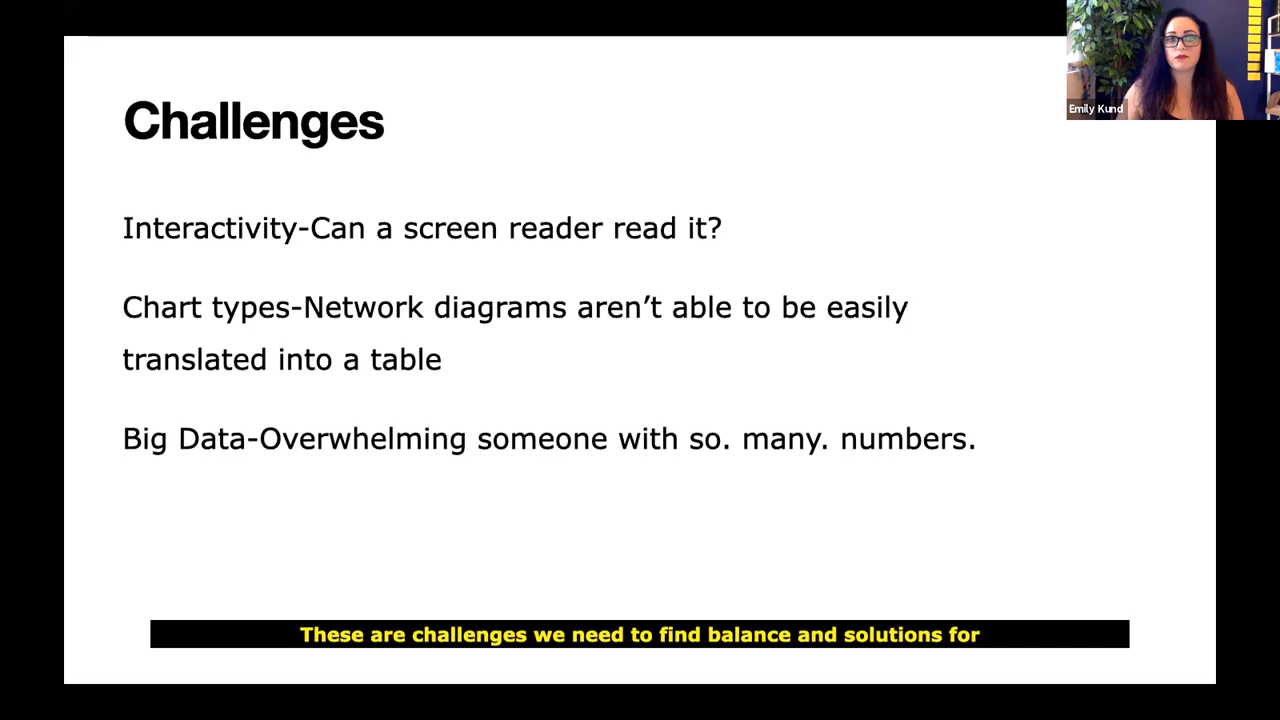 Emily Kund
Challenges
Interactivity-Can a screen reader read it?
Chart types-Network diagrams aren’t able to be easily
translated into a table
Big Data-Overwhelming someone with so. many. numbers.
These are challenges we need to find balance and solutions for